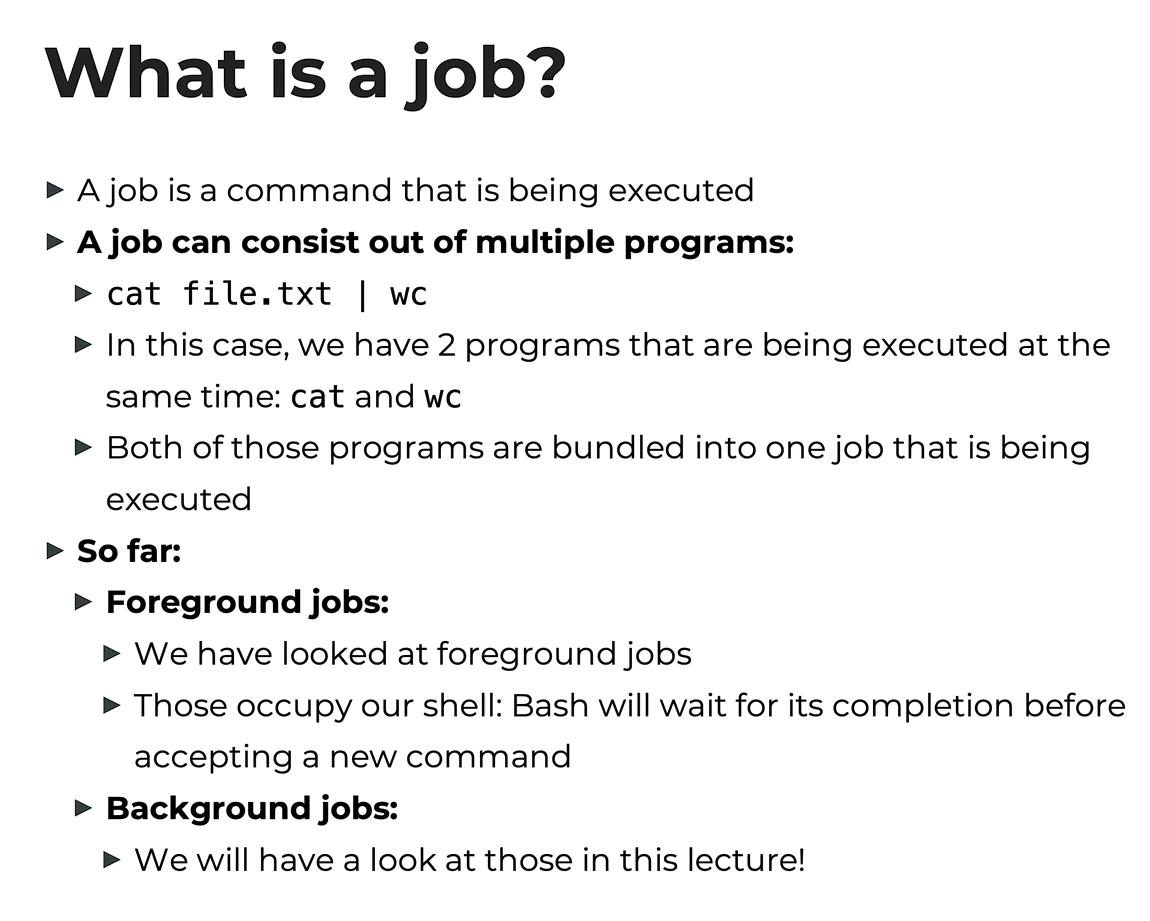 What is a job?
▶ A job is a command that is being executed
▶ A job can consist out of multiple programs:
▶ cat file.txt | wc
▶ In this case, we have 2 programs that are being executed at the
same time: cat and wc
▶ Both of those programs are bundled into one job that is being
executed
▶ So far:
▶ Foreground jobs:
▶ We have looked at foreground jobs
▶ Those occupy our shell: Bash will wait for its completion before
accepting a new command
▶ Background jobs:
▶ We will have a look at those in this lecture!